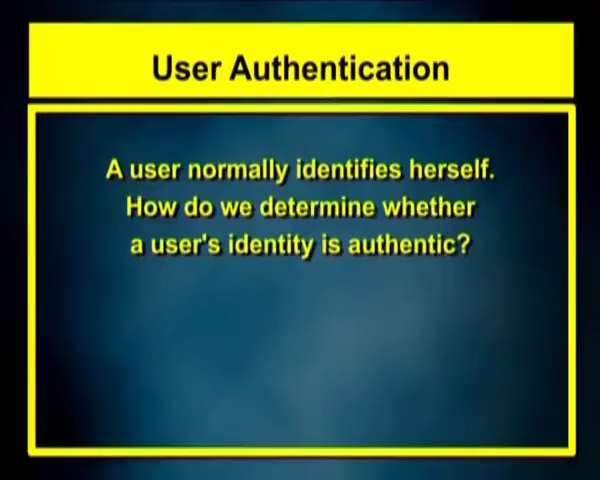 User Authentication
A user normally identifies herself.
How do we determine whether
a user's identity is authentic?